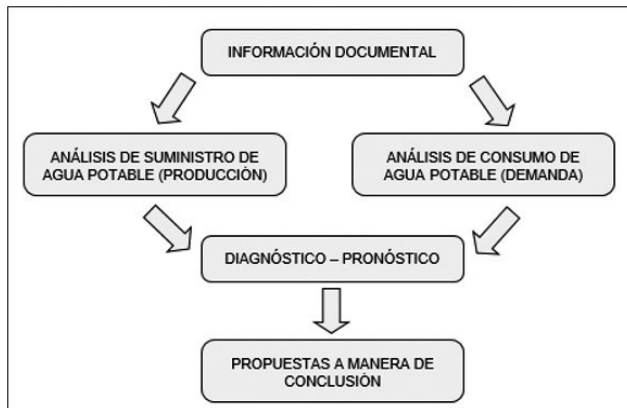 INFORMACIÓN DOCUMENTAL
ANÁLISIS DE SUMINISTRO DE
AGUA POTABLE (PRODUCCIÓN)
ANÁLISIS DE CONSUMO DE
AGUA POTABLE (DEMANDA)
DIAGNÓSTICO – PRONÓSTICO
PROPUESTAS A MANERA DE
CONCLUSIÓN